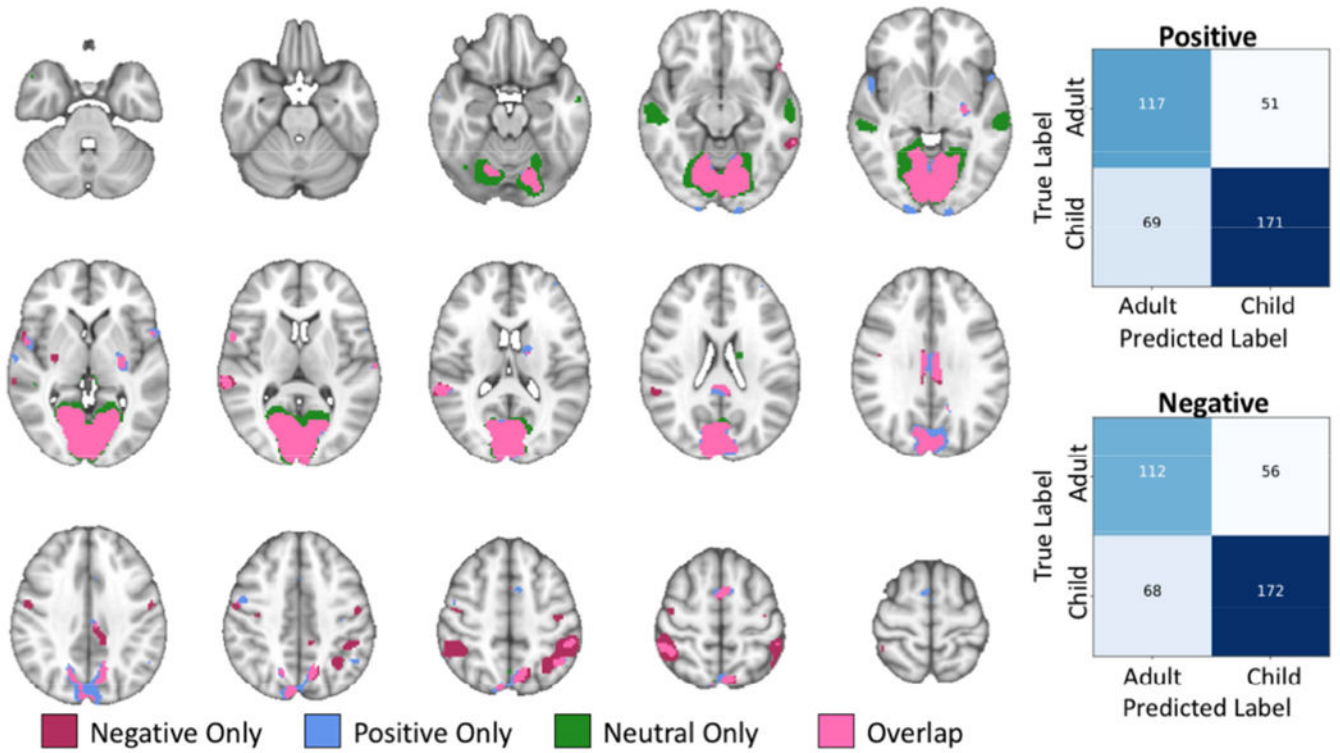 Positive
True Label
Adult
Child
117
51
69
171
Adult
Child
Predicted Label
Negative
True Label
Adult
Child
112
56
68
172
Adult
Child
Predicted Label
Negative Only
Positive Only
Neutral Only
Overlap